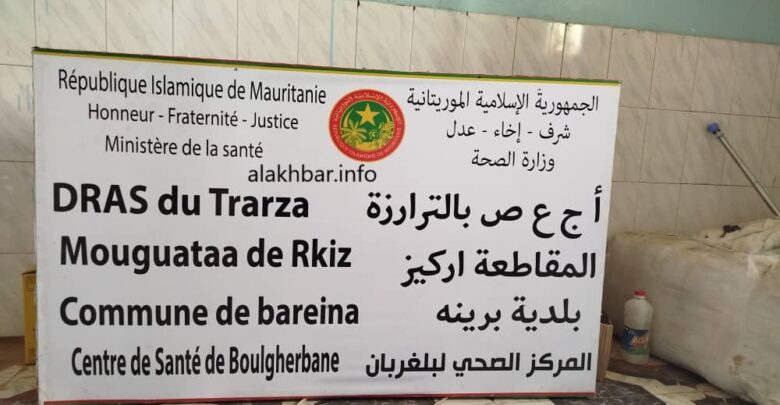 République Islamique de Mauritanie
Honneur - Fraternité - Justice
Ministère de la santé
الجمهورية الإسلامية الموريتانية
شرف - إخاء - عدل
وزارة الصحة
alakhbar.info
DRAS du Trarza
أ ج ع ص بالترارزة
Mouguataa de Rkiz
المقاطعة اركيز
Commune de bareina
بلدية برينه
Centre de Santé de Boulgherbane
المركز الصحي لبلغربان